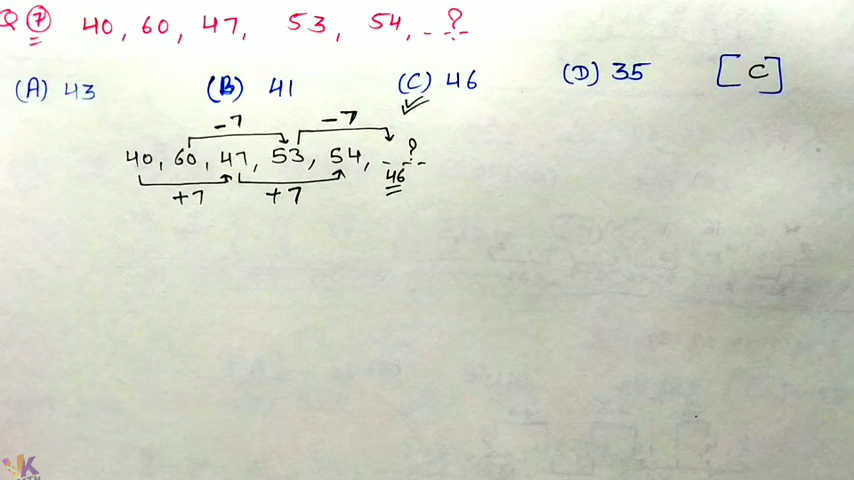 Q 7 40, 60, 47, 53, 54, - ? -
(A) 43 (B) 41 (C) 46 (D) 35 [C]
-7 -7
40, 60, 47, 53, 54, - ? -
46
+7 +7
VK